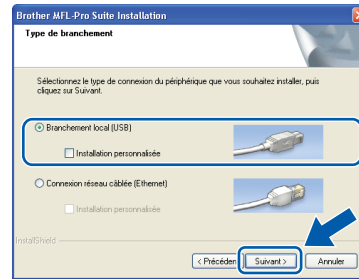 Brother MFL-Pro Suite Installation
Type de branchement
Sélectionnez le type de connexion du périphérique que vous souhaitez installer, puis
cliquez sur Suivant.
Branchement local (USB)
Installation personnalisée
Connexion réseau câblée (Ethernet)
Installation personnalisée
InstallShield
< Précéden
Suivant >
Annuler